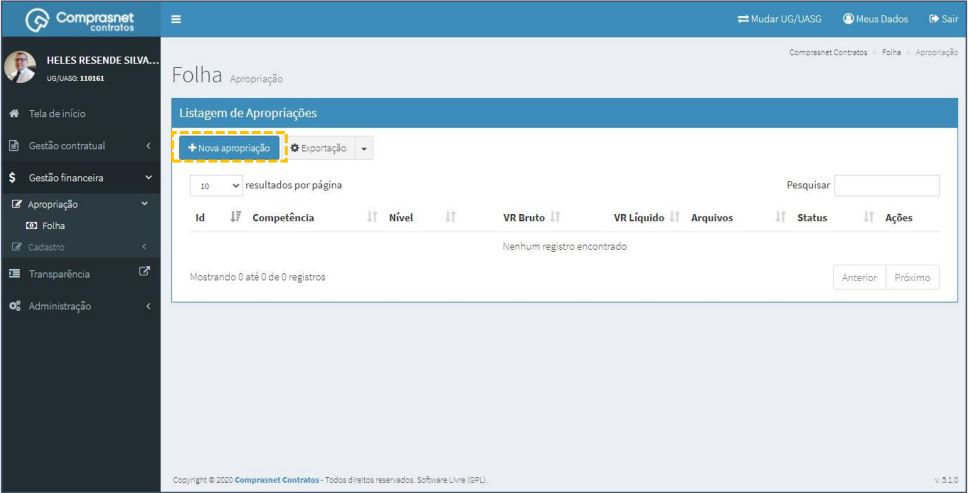 Comprasnet
contratos
Mudar UG/UASG Meus Dados Sair
HELES RESENDE SILVA...
UG/UASG: 110161
Comprasnet Contratos > Folha > Apropriação
Folha Apropriação
Tela de início
Gestão contratual
Gestão financeira
Apropriação
Folha
Cadastro
Transparência
Administração
Listagem de Apropriações
Nova apropriação Exportação
10 resultados por página Pesquisar
Id Competência Nível VR Bruto VR Líquido Arquivos Status Ações
Nenhum registro encontrado
Mostrando 0 até 0 de 0 registros Anterior Próximo
Copyright © 2020 Comprasnet Contratos - Todos direitos reservados. Software Livre (GPL). v. 5.1.0